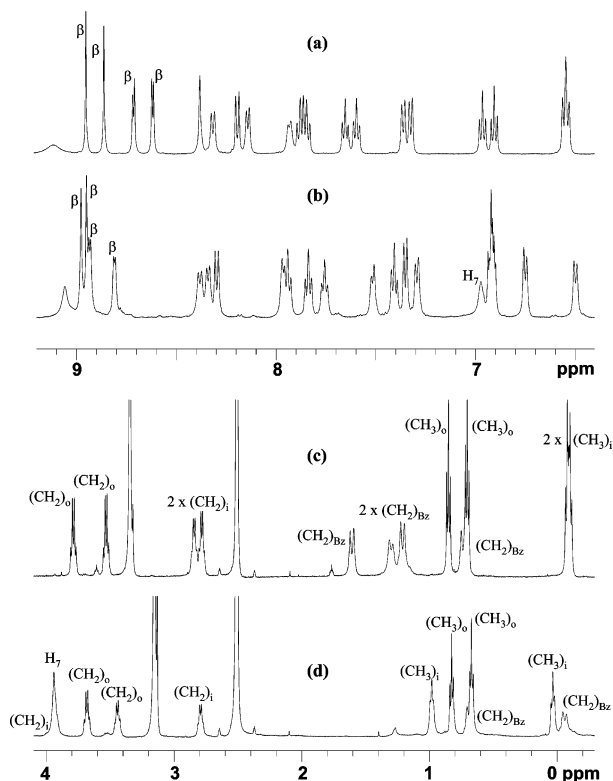 (a)
β
β
β
β
(b)
β
β
β
β
H₇
9 8 7 ppm
(c)
(CH₂)ₒ
(CH₂)ₒ
2 x (CH₂)ᵢ
(CH₂)Bz
2 x (CH₂)Bz
(CH₃)ₒ
(CH₃)ₒ
(CH₂)Bz
2 x (CH₃)ᵢ
(d)
H₇
(CH₂)ᵢ
(CH₂)ₒ
(CH₂)ₒ
(CH₂)ᵢ
(CH₃)ᵢ
(CH₃)ₒ
(CH₃)ₒ
(CH₂)Bz
(CH₃)ᵢ
(CH₂)Bz
4 3 2 1 0 ppm